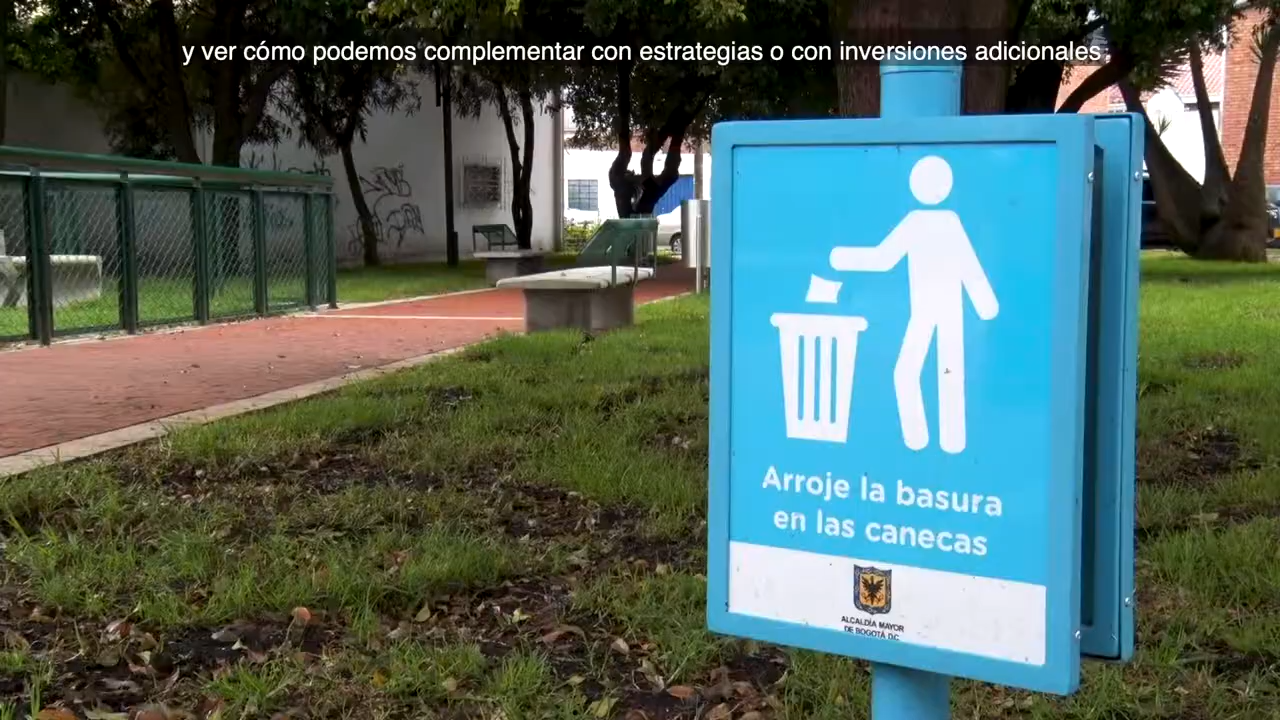 y ver cómo podemos complementar con estrategias o con inversiones adicionales
Arroje la basura
en las canecas
ALCALDÍA MAYOR
DE BOGOTÁ D.C